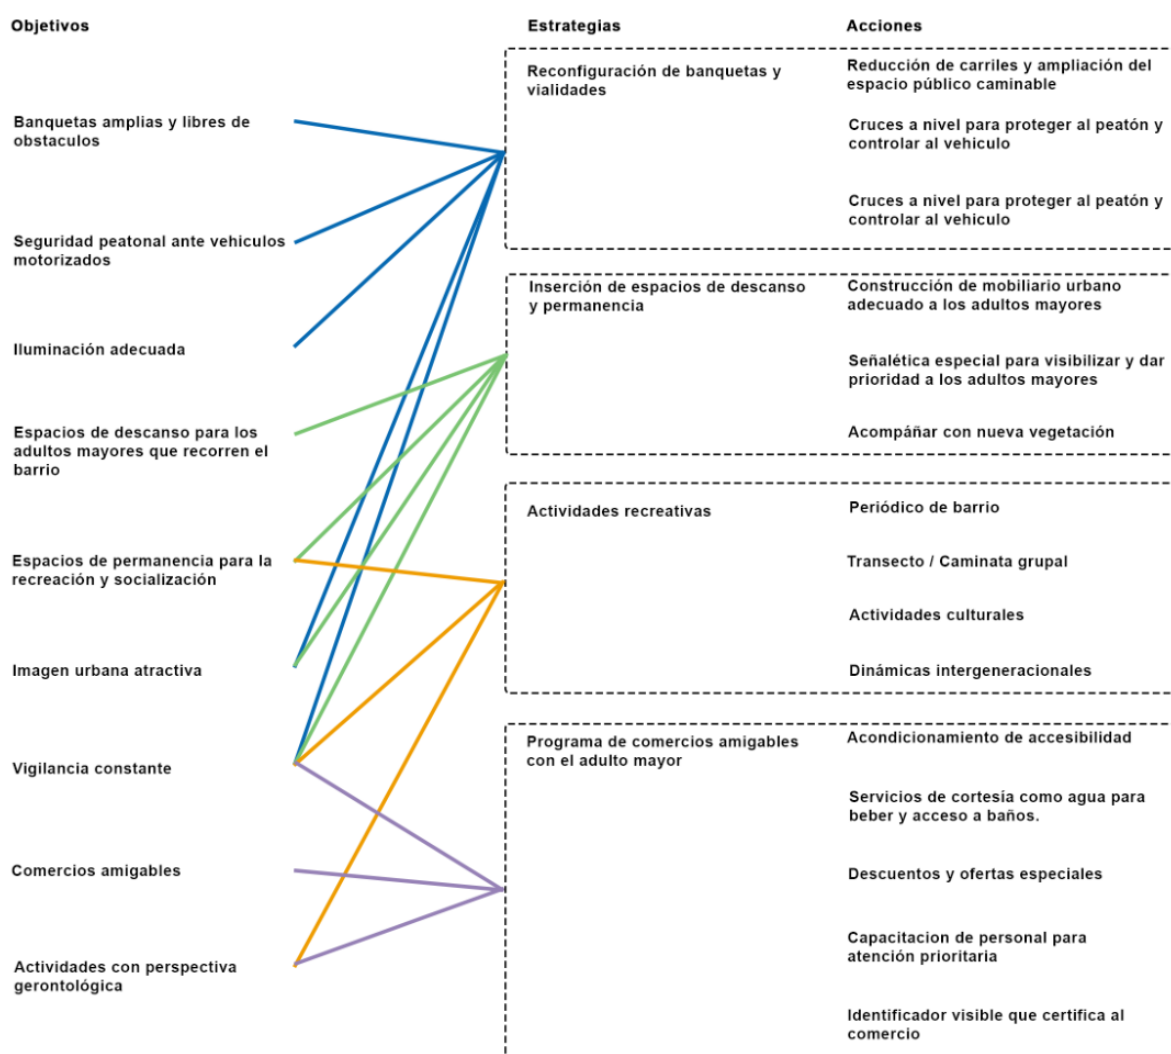 Objetivos
Estrategias
Acciones
Banquetas amplias y libres de
obstaculos
Seguridad peatonal ante vehiculos
motorizados
Iluminación adecuada
Espacios de descanso para los
adultos mayores que recorren el
barrio
Espacios de permanencia para la
recreación y socialización
Imagen urbana atractiva
Vigilancia constante
Comercios amigables
Actividades con perspectiva
gerontológica
Reconfiguración de banquetas y
vialidades
Reducción de carriles y ampliación del
espacio público caminable
Cruces a nivel para proteger al peatón y
controlar al vehiculo
Cruces a nivel para proteger al peatón y
controlar al vehiculo
Inserción de espacios de descanso
y permanencia
Construcción de mobiliario urbano
adecuado a los adultos mayores
Señalética especial para visibilizar y dar
prioridad a los adultos mayores
Acompáñar con nueva vegetación
Actividades recreativas
Periódico de barrio
Transecto / Caminata grupal
Actividades culturales
Dinámicas intergeneracionales
Programa de comercios amigables
con el adulto mayor
Acondicionamiento de accesibilidad
Servicios de cortesía como agua para
beber y acceso a baños.
Descuentos y ofertas especiales
Capacitacion de personal para
atención prioritaria
Identificador visible que certifica al
comercio